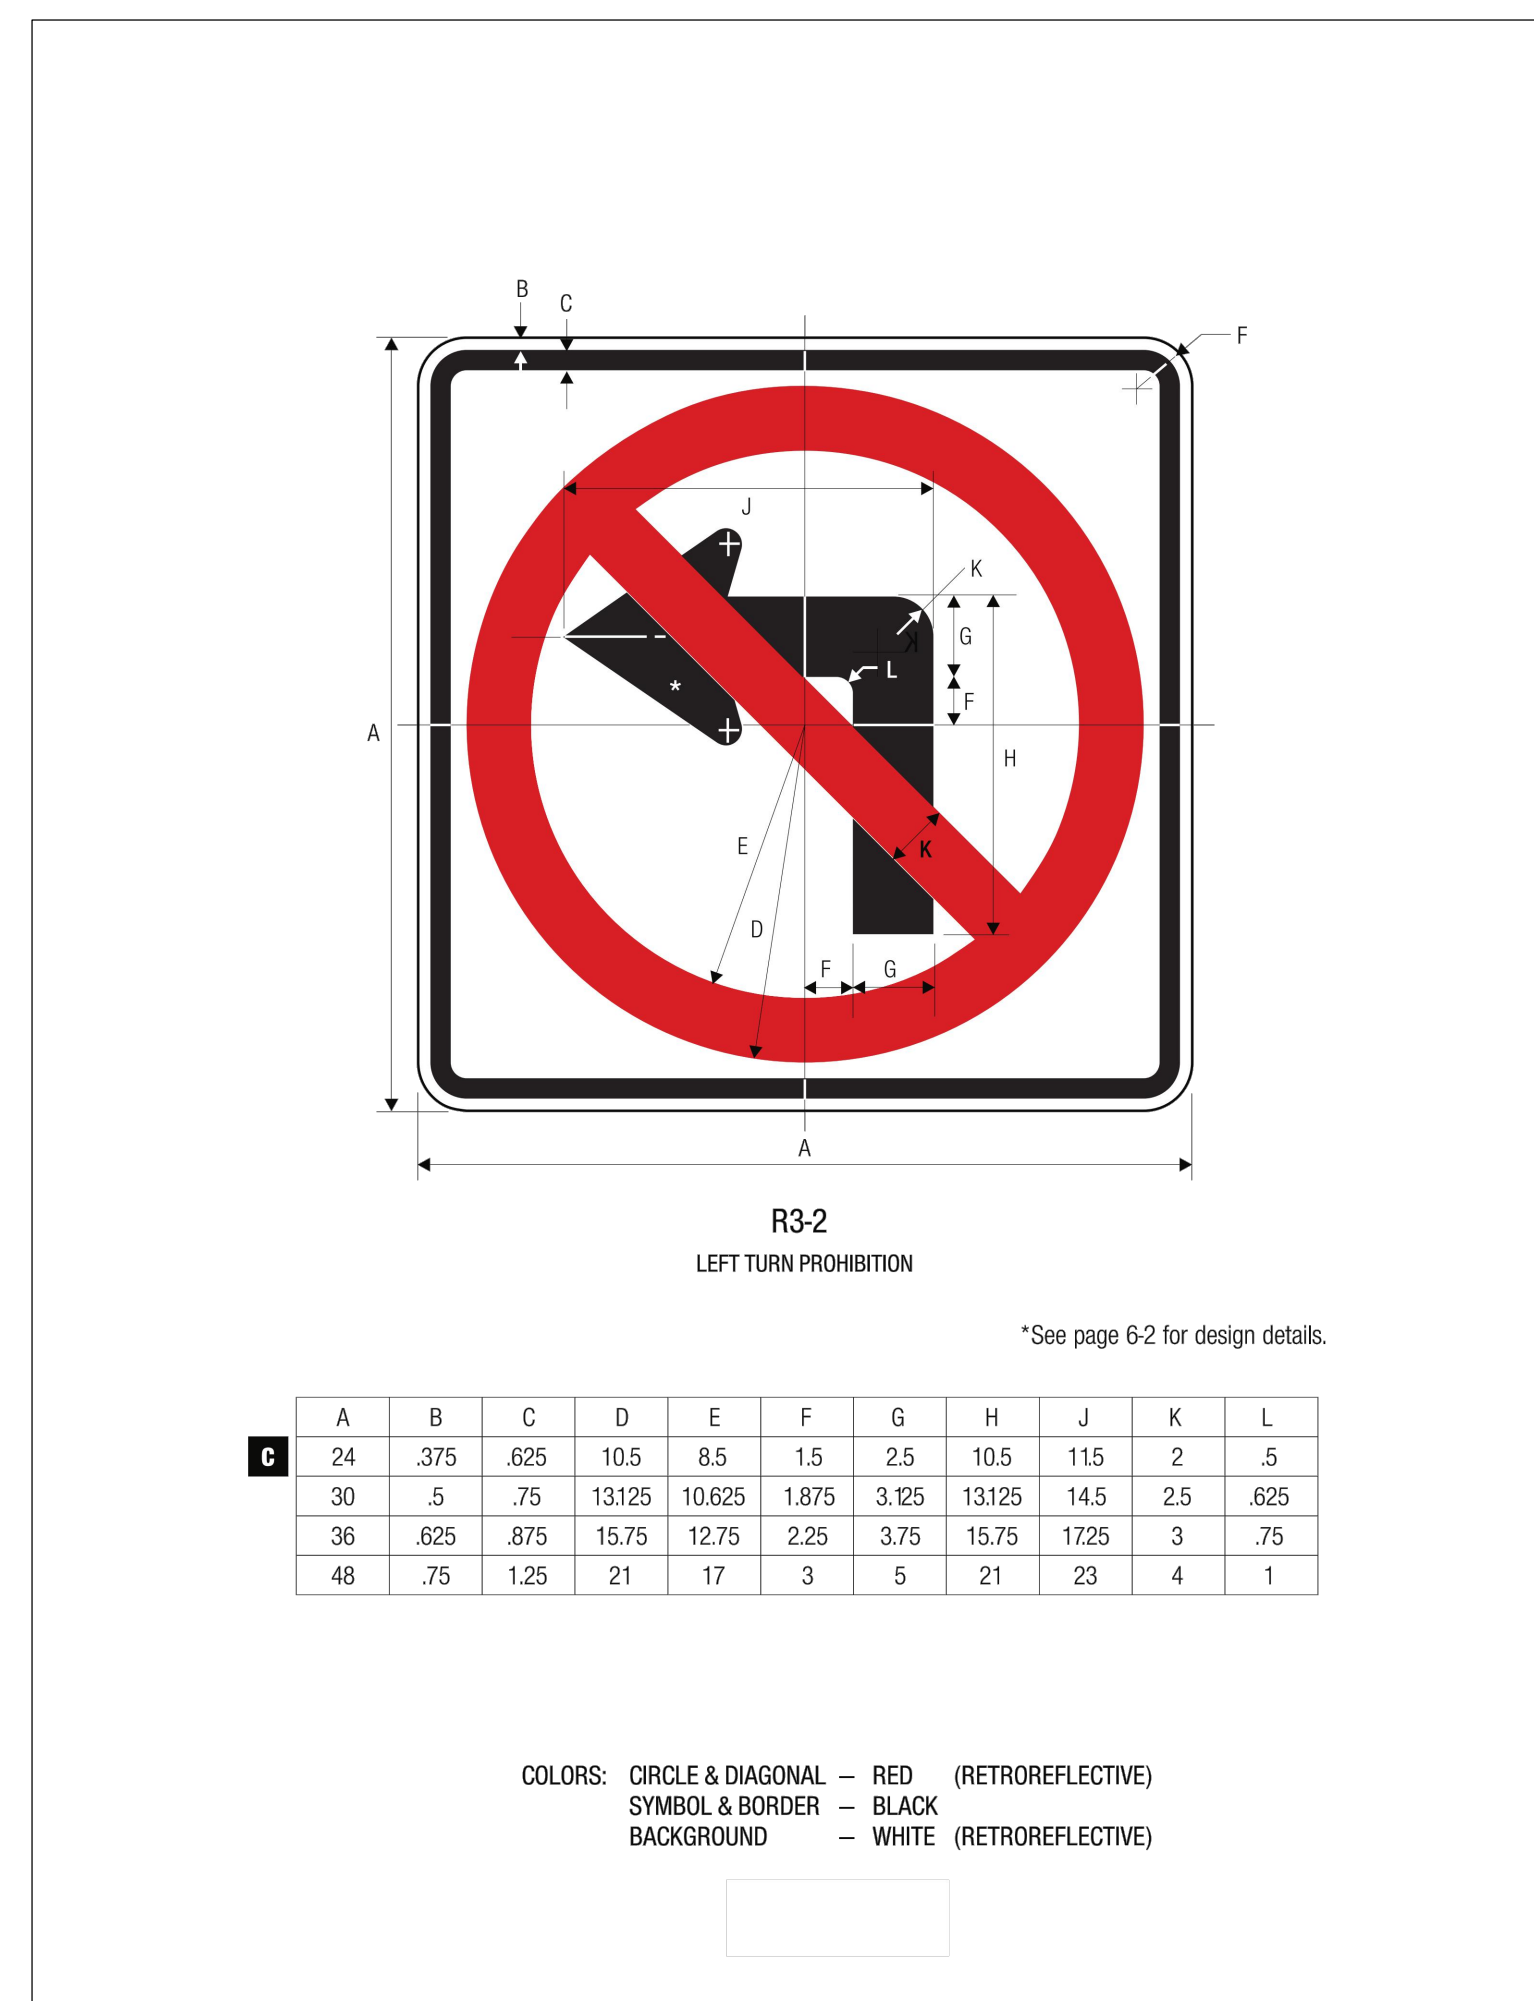 B
C
F
J
K
G
K
L
*
F
A
H
E
K
D
F
G
A
R3-2
LEFT TURN PROHIBITION
*See page 6-2 for design details.
A B C D E F G H J K L
C 24 .375 .625 10.5 8.5 1.5 2.5 10.5 11.5 2 .5
30 .5 .75 13.125 10.625 1.875 3.125 13.125 14.5 2.5 .625
36 .625 .875 15.75 12.75 2.25 3.75 15.75 17.25 3 .75
48 .75 1.25 21 17 3 5 21 23 4 1
COLORS: CIRCLE & DIAGONAL – RED (RETROREFLECTIVE)
SYMBOL & BORDER – BLACK
BACKGROUND – WHITE (RETROREFLECTIVE)